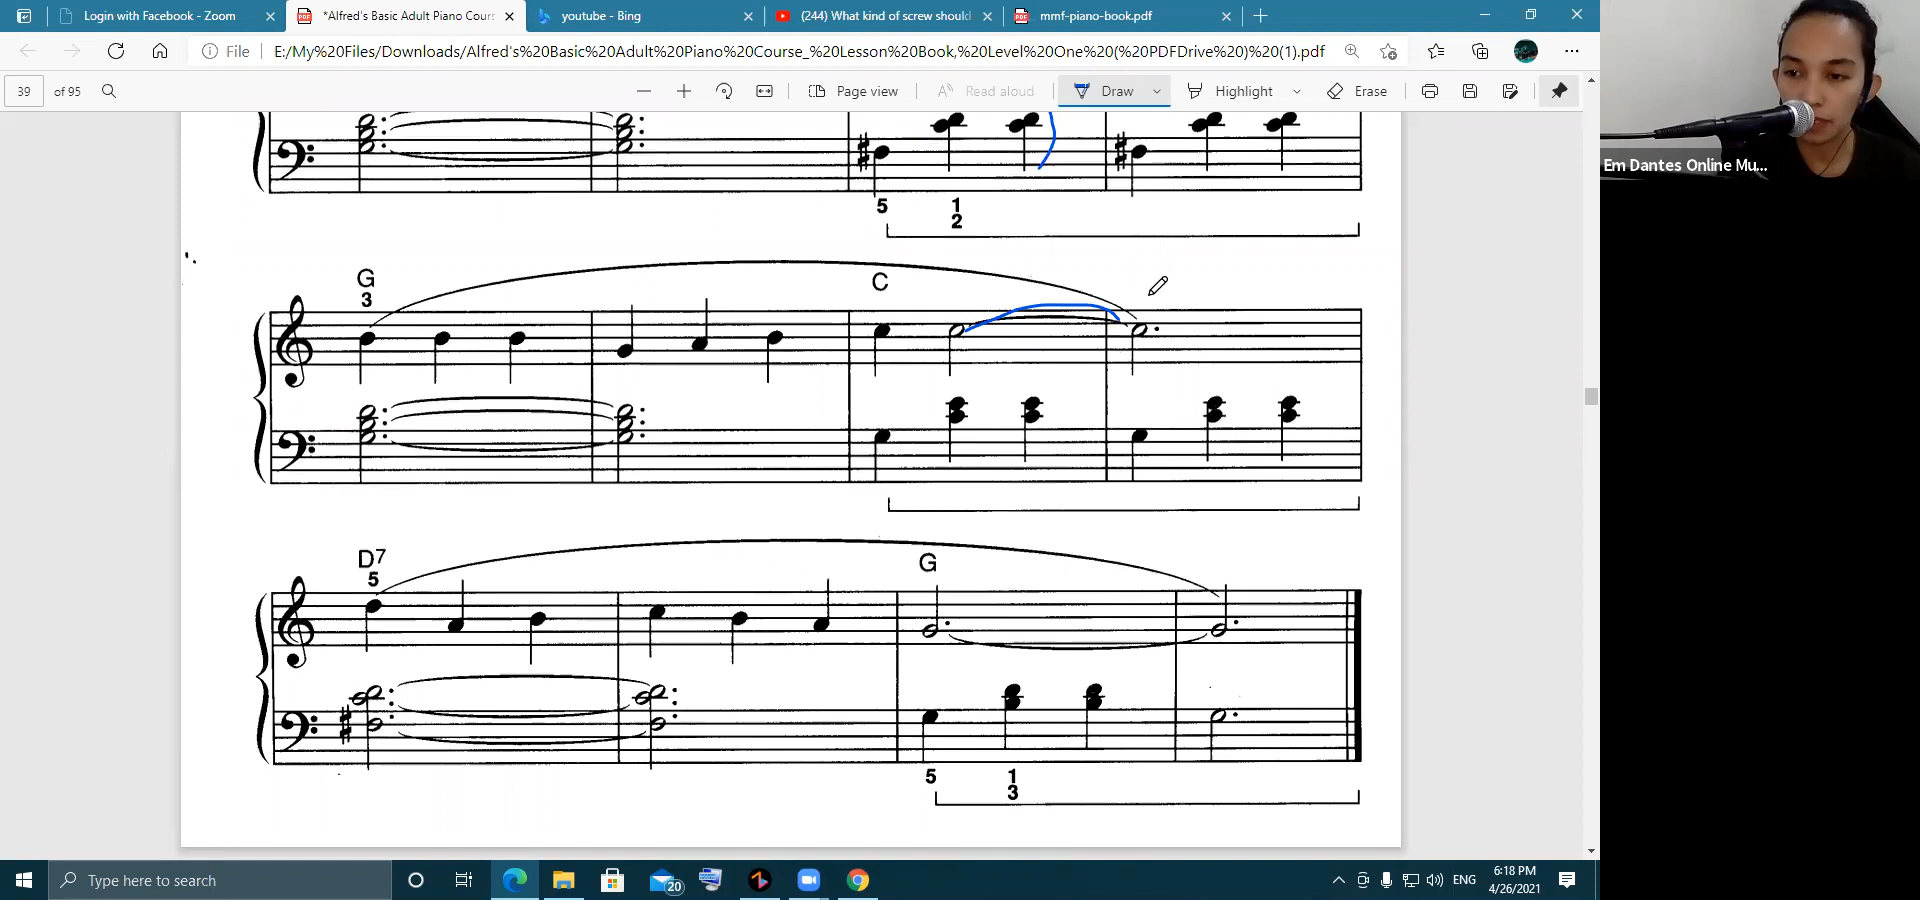 Login with Facebook - Zoom
*Alfred's Basic Adult Piano Cours
youtube - Bing
(244) What kind of screw should
mmf-piano-book.pdf
File
E:/My%20Files/Downloads/Alfred's%20Basic%20Adult%20Piano%20Course_%20Lesson%20Book,%20Level%20One%20(%20PDFDrive%20)%20(1).pdf
39 of 95
Page view
Read aloud
Draw
Highlight
Erase
Em Dantes Online Mu...
5 1
2
G C
3
D7 G
5
5 1
3
Type here to search
20
ENG
6:18 PM
4/26/2021